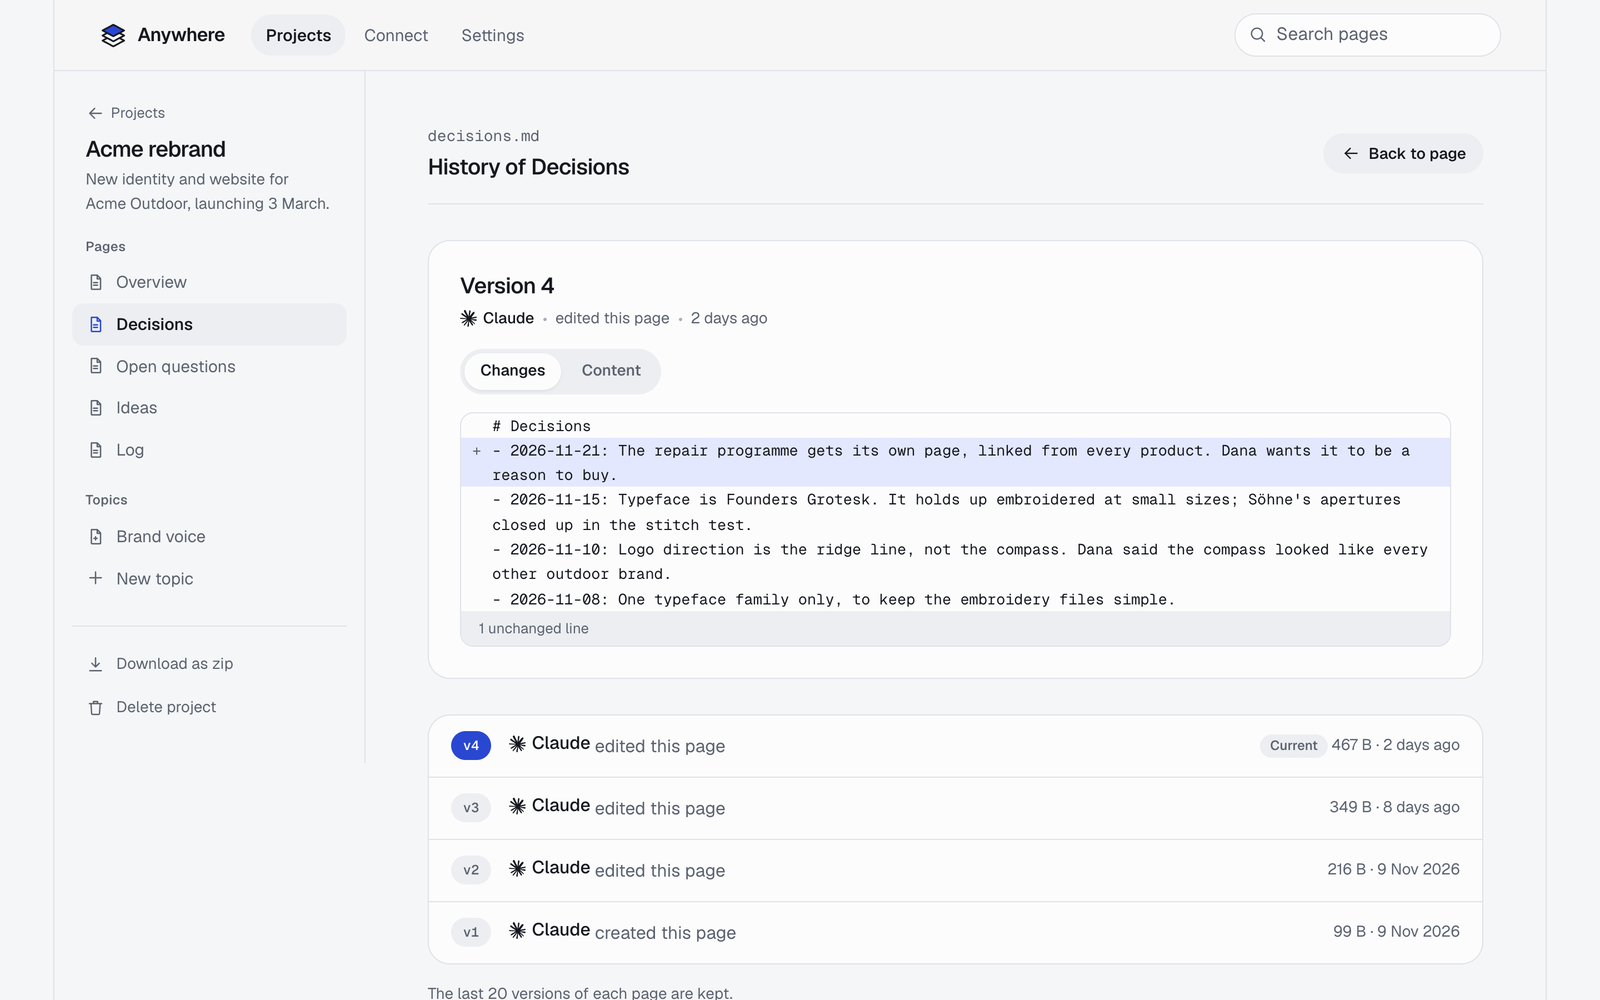 Anywhere
Projects
Connect
Settings
Search pages
Projects
Acme rebrand
New identity and website for
Acme Outdoor, launching 3 March.
Pages
Overview
Decisions
Open questions
Ideas
Log
Topics
Brand voice
New topic
Download as zip
Delete project
decisions.md
History of Decisions
Back to page
Version 4
Claude • edited this page • 2 days ago
Changes
Content
# Decisions
+ - 2026-11-21: The repair programme gets its own page, linked from every product. Dana wants it to be a
reason to buy.
- 2026-11-15: Typeface is Founders Grotesk. It holds up embroidered at small sizes; Söhne's apertures
closed up in the stitch test.
- 2026-11-10: Logo direction is the ridge line, not the compass. Dana said the compass looked like every
other outdoor brand.
- 2026-11-08: One typeface family only, to keep the embroidery files simple.
1 unchanged line
v4 Claude edited this page Current 467 B · 2 days ago
v3 Claude edited this page 349 B · 8 days ago
v2 Claude edited this page 216 B · 9 Nov 2026
v1 Claude created this page 99 B · 9 Nov 2026
The last 20 versions of each page are kept.